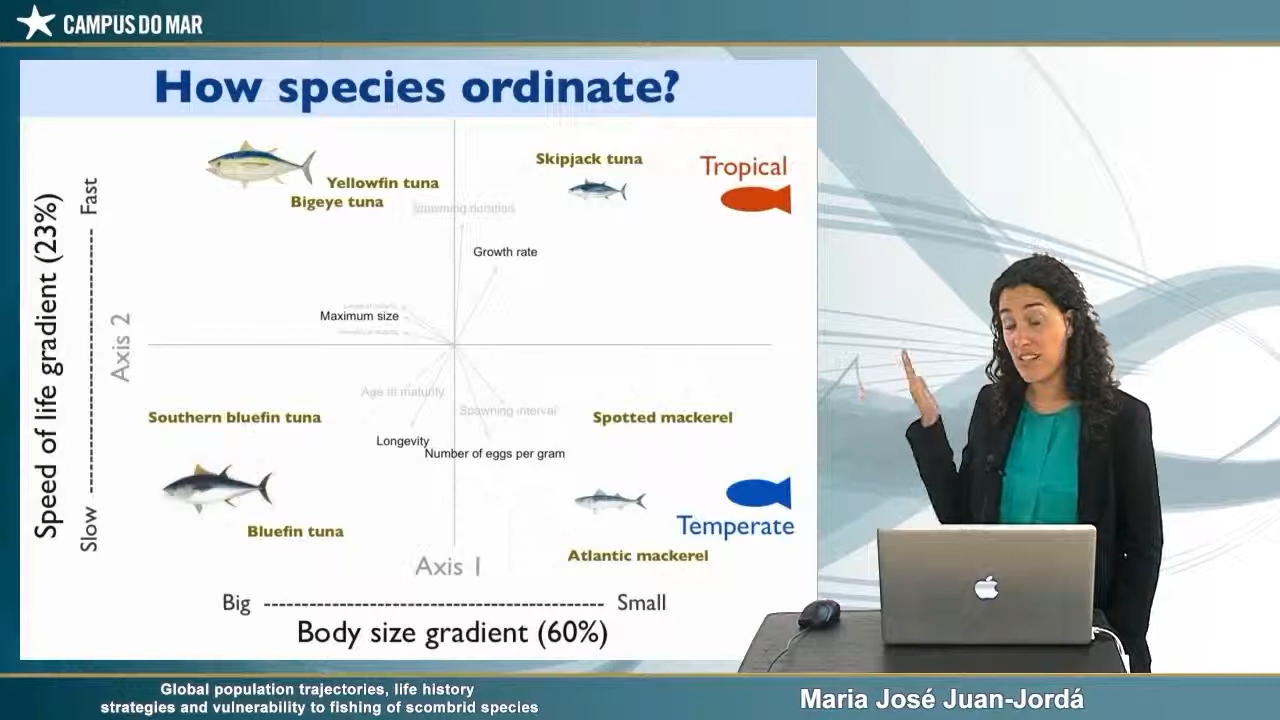 CAMPUS DO MAR
How species ordinate?
Skipjack tuna
Tropical
Yellowfin tuna
Bigeye tuna
Spawning duration
Growth rate
Maximum size
Speed of life gradient (23%)
Slow ------------------------ Fast
Axis 2
Age at maturity
Spawning interval
Southern bluefin tuna
Spotted mackerel
Longevity
Number of eggs per gram
Temperate
Bluefin tuna
Atlantic mackerel
Axis 1
Big ---------------------------------- Small
Body size gradient (60%)
Global population trajectories, life history
strategies and vulnerability to fishing of scombrid species
Maria José Juan-Jordá